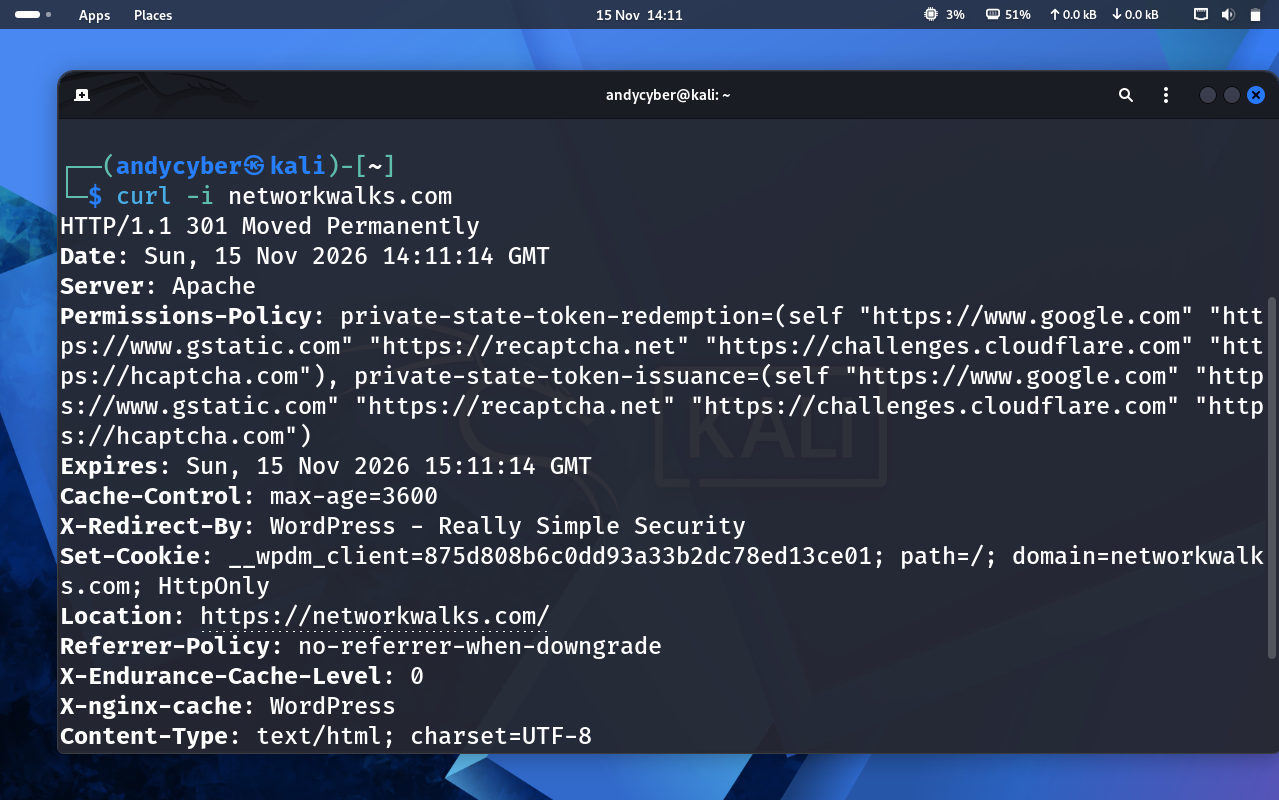 Apps Places 15 Nov 14:11 3% 51% ↑0.0 kB ↓0.0 kB
andycyber@kali: ~
┌──(andycyber㉿kali)-[~]
└─$ curl -i networkwalks.com
HTTP/1.1 301 Moved Permanently
Date: Sun, 15 Nov 2026 14:11:14 GMT
Server: Apache
Permissions-Policy: private-state-token-redemption=(self "https://www.google.com" "htt
ps://www.gstatic.com" "https://recaptcha.net" "https://challenges.cloudflare.com" "htt
ps://hcaptcha.com"), private-state-token-issuance=(self "https://www.google.com" "http
s://www.gstatic.com" "https://recaptcha.net" "https://challenges.cloudflare.com" "http
s://hcaptcha.com")
Expires: Sun, 15 Nov 2026 15:11:14 GMT
Cache-Control: max-age=3600
X-Redirect-By: WordPress - Really Simple Security
Set-Cookie: __wpdm_client=875d808b6c0dd93a33b2dc78ed13ce01; path=/; domain=networkwalk
s.com; HttpOnly
Location: https://networkwalks.com/
Referrer-Policy: no-referrer-when-downgrade
X-Endurance-Cache-Level: 0
X-nginx-cache: WordPress
Content-Type: text/html; charset=UTF-8
KALI